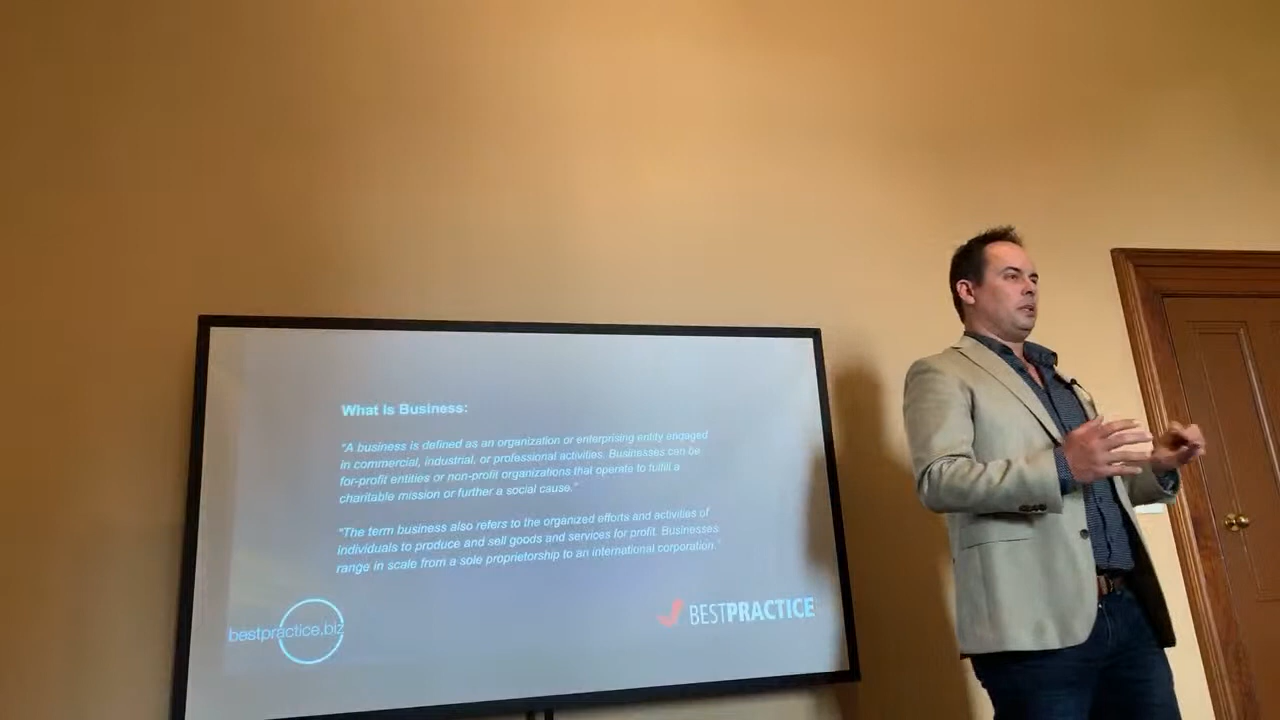 What Is Business:
"A business is defined as an organization or enterprising entity engaged
in commercial, industrial, or professional activities. Businesses can be
for-profit entities or non-profit organizations that operate to fulfill a
charitable mission or further a social cause."
"The term business also refers to the organized efforts and activities of
individuals to produce and sell goods and services for profit. Businesses
range in scale from a sole proprietorship to an international corporation."
bestpractice.biz
BESTPRACTICE